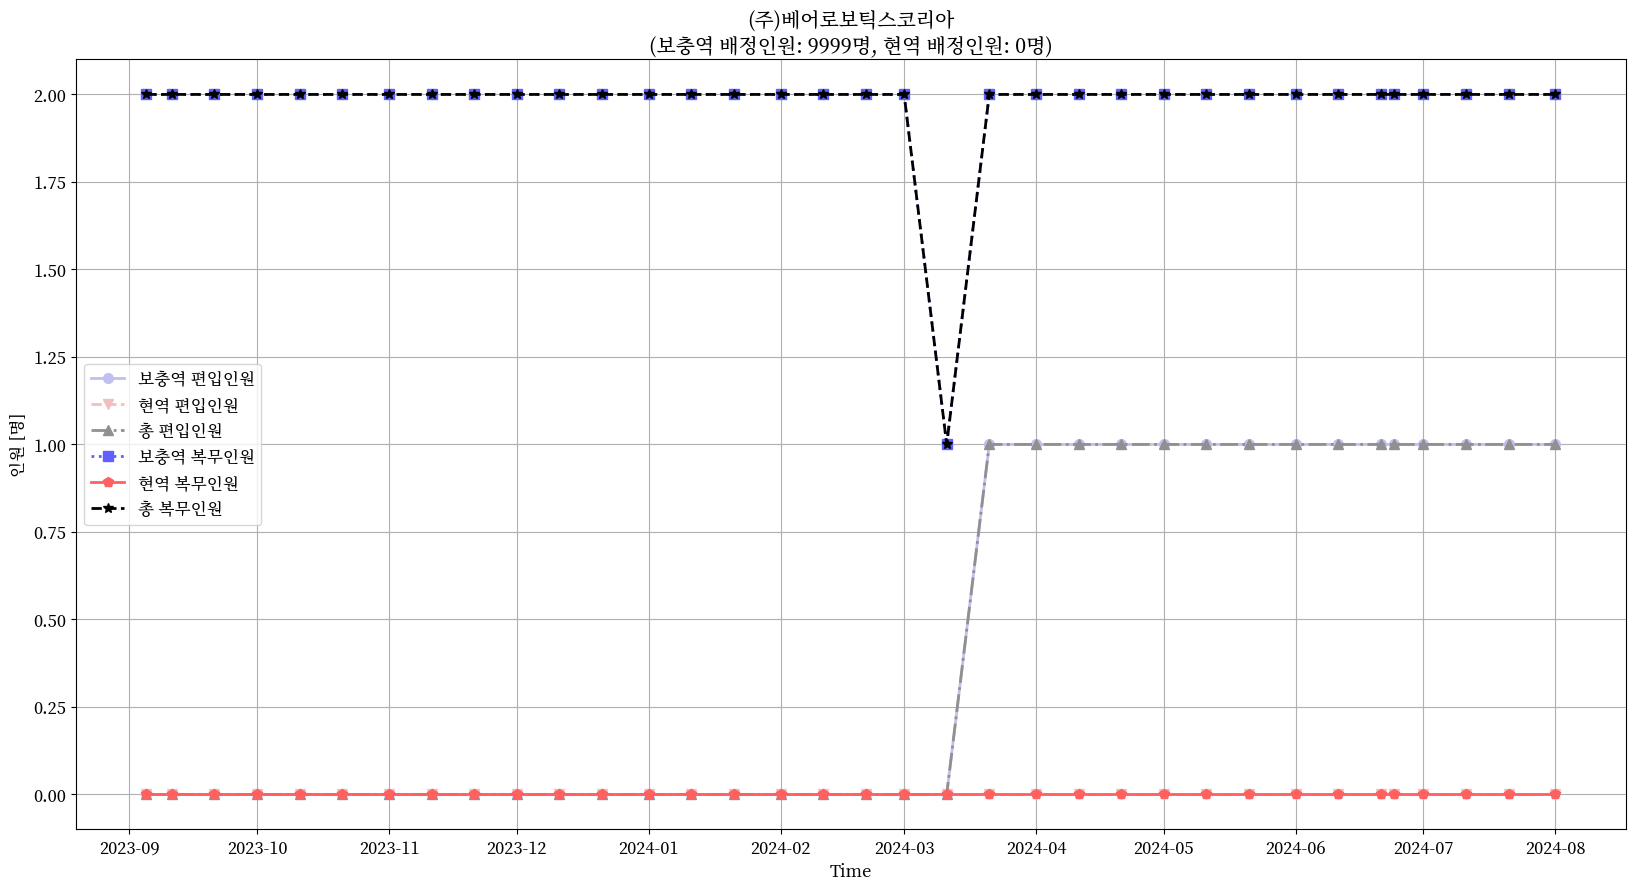 (주)베어로보틱스코리아
(보충역 배정인원: 9999명, 현역 배정인원: 0명)
인원 [명]
2.00
1.75
1.50
1.25
1.00
0.75
0.50
0.25
0.00
보충역 편입인원
현역 편입인원
총 편입인원
보충역 복무인원
현역 복무인원
총 복무인원
2023-09 2023-10 2023-11 2023-12 2024-01 2024-02 2024-03 2024-04 2024-05 2024-06 2024-07 2024-08
Time